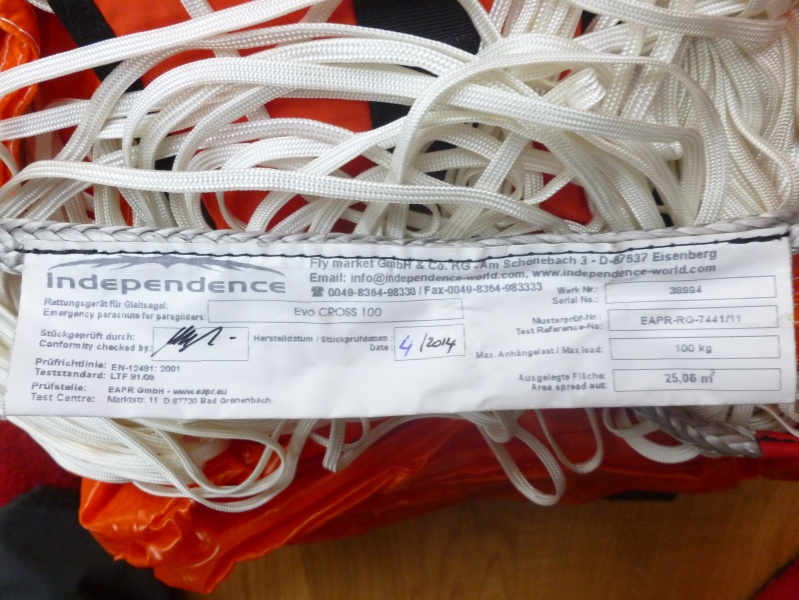 independence
Fly market GmbH & Co. KG - Am Schönebach 3 - D-87637 Eisenberg
Email: info@independence-world.com, www.independence-world.com
☎ 0049-8364-98330 / Fax-0049-8364-983333
Rettungsgerät für Gleitsegel:
Emergency parachute for paragliders:
Evo CROSS 100
Werk Nr.:
Serial No.:
38994
Stückgeprüft durch:
Conformity checked by:
Herstelldatum / Stückprüfdatum:
Date:
4/2014
Musterprüf-Nr.:
Test Reference-No.:
EAPR-RG-7441/11
Max. Anhängelast / Max load:
100 kg
Prüfrichtlinie: EN-12491: 2001
Teststandard: LTF 91/09
Ausgelegte Fläche:
Area spread out:
25,06 m²
Prüfstelle: EAPR GmbH - www.eapr.eu
Test Centre: Marktstr. 11 D 87730 Bad Grönenbach.